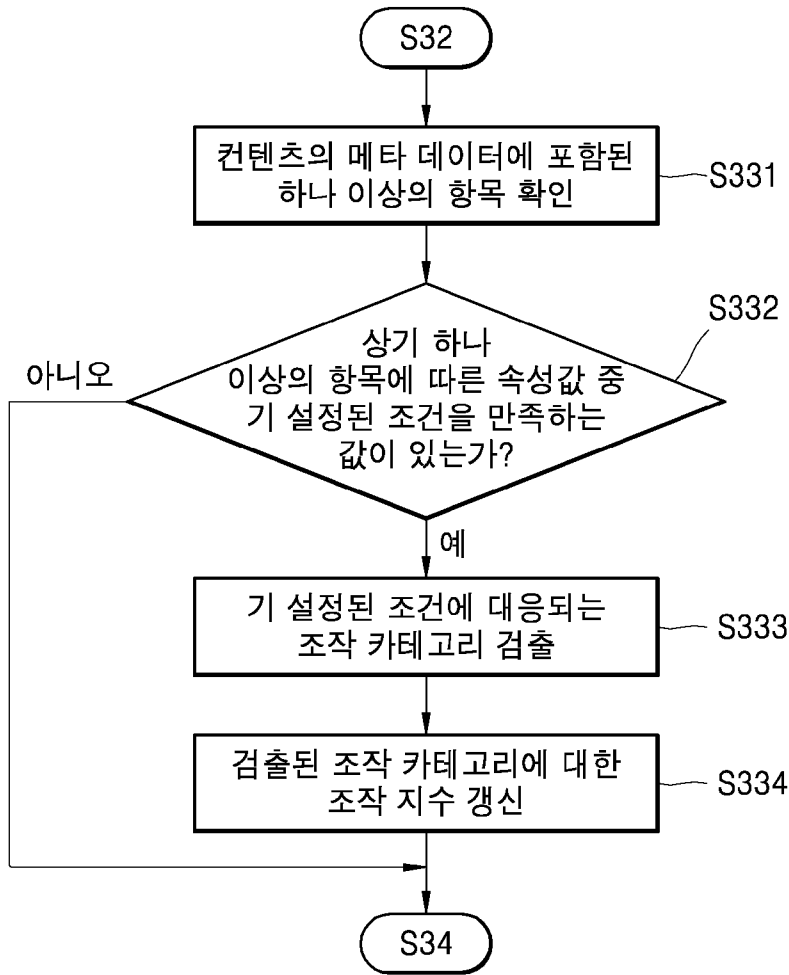 S32
컨텐츠의 메타 데이터에 포함된
하나 이상의 항목 확인
S331
S332
상기 하나
이상의 항목에 따른 속성값 중
기 설정된 조건을 만족하는
값이 있는가?
아니오
예
기 설정된 조건에 대응되는
조작 카테고리 검출
S333
검출된 조작 카테고리에 대한
조작 지수 갱신
S334
S34